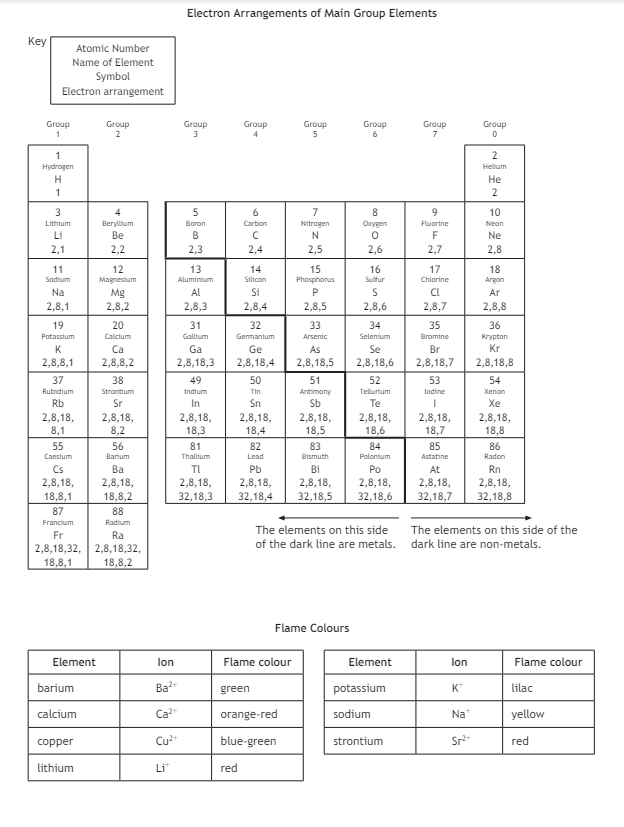 Electron Arrangements of Main Group Elements
Key
Atomic Number
Name of Element
Symbol
Electron arrangement
Group Group Group Group Group Group Group Group
1 2 3 4 5 6 7 0
1 2
Hydrogen Helium
H He
1 2
3 4 5 6 7 8 9 10
Lithium Beryllium Boron Carbon Nitrogen Oxygen Fluorine Neon
Li Be B C N O F Ne
2,1 2,2 2,3 2,4 2,5 2,6 2,7 2,8
11 12 13 14 15 16 17 18
Sodium Magnesium Aluminium Silicon Phosphorus Sulfur Chlorine Argon
Na Mg Al Si P S Cl Ar
2,8,1 2,8,2 2,8,3 2,8,4 2,8,5 2,8,6 2,8,7 2,8,8
19 20 31 32 33 34 35 36
Potassium Calcium Gallium Germanium Arsenic Selenium Bromine Krypton
K Ca Ga Ge As Se Br Kr
2,8,8,1 2,8,8,2 2,8,18,3 2,8,18,4 2,8,18,5 2,8,18,6 2,8,18,7 2,8,18,8
37 38 49 50 51 52 53 54
Rubidium Strontium Indium Tin Antimony Tellurium Iodine Xenon
Rb Sr In Sn Sb Te I Xe
2,8,18, 2,8,18, 2,8,18, 2,8,18, 2,8,18, 2,8,18, 2,8,18, 2,8,18,
8,1 8,2 18,3 18,4 18,5 18,6 18,7 18,8
55 56 81 82 83 84 85 86
Caesium Barium Thallium Lead Bismuth Polonium Astatine Radon
Cs Ba Tl Pb Bi Po At Rn
2,8,18, 2,8,18, 2,8,18, 2,8,18, 2,8,18, 2,8,18, 2,8,18, 2,8,18,
18,8,1 18,8,2 32,18,3 32,18,4 32,18,5 32,18,6 32,18,7 32,18,8
87 88
Francium Radium
Fr Ra
2,8,18,32, 2,8,18,32,
18,8,1 18,8,2
The elements on this side The elements on this side of the
of the dark line are metals. dark line are non-metals.
Flame Colours
Element Ion Flame colour Element Ion Flame colour
barium Ba²⁺ green potassium K⁺ lilac
calcium Ca²⁺ orange-red sodium Na⁺ yellow
copper Cu²⁺ blue-green strontium Sr²⁺ red
lithium Li⁺ red